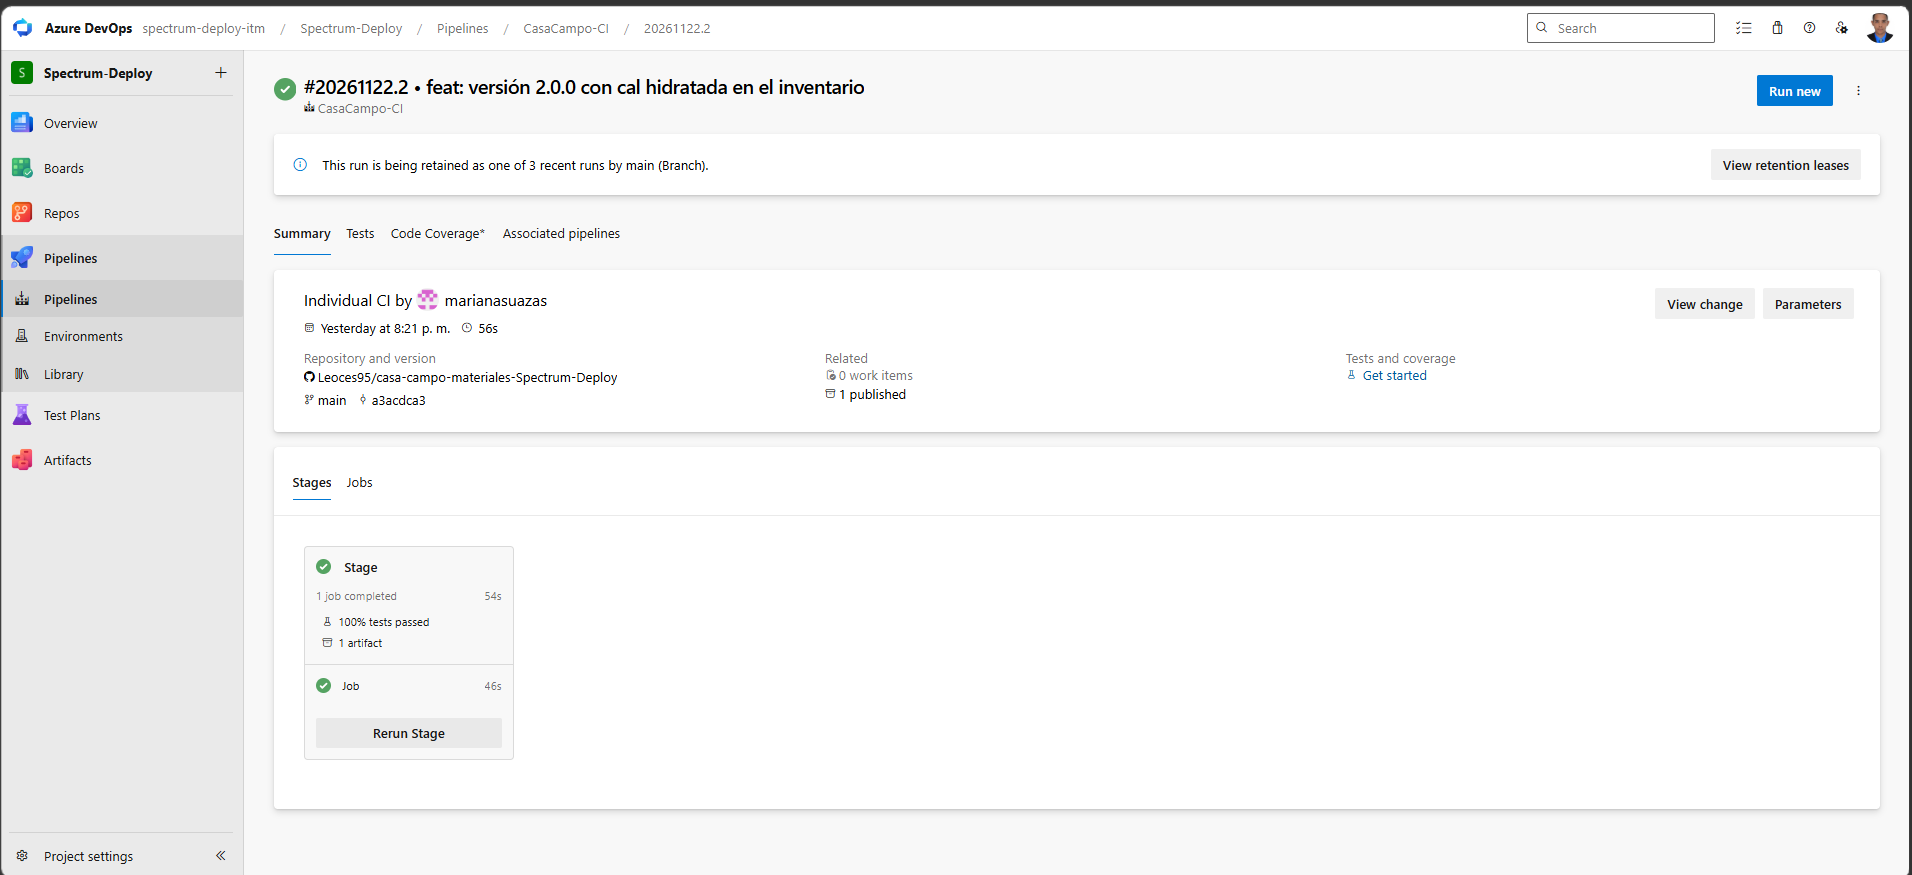 Azure DevOps spectrum-deploy-itm / Spectrum-Deploy / Pipelines / CasaCampo-CI / 20261122.2
Search
S Spectrum-Deploy
Overview
Boards
Repos
Pipelines
Pipelines
Environments
Library
Test Plans
Artifacts
Project settings
#20261122.2 • feat: versión 2.0.0 con cal hidratada en el inventario
CasaCampo-CI
Run new
This run is being retained as one of 3 recent runs by main (Branch).
View retention leases
Summary Tests Code Coverage* Associated pipelines
Individual CI by marianasuazas
View change Parameters
Yesterday at 8:21 p. m. 56s
Repository and version
Leoces95/casa-campo-materiales-Spectrum-Deploy
main a3acdca3
Related
0 work items
1 published
Tests and coverage
Get started
Stages Jobs
Stage
1 job completed 54s
100% tests passed
1 artifact
Job 46s
Rerun Stage